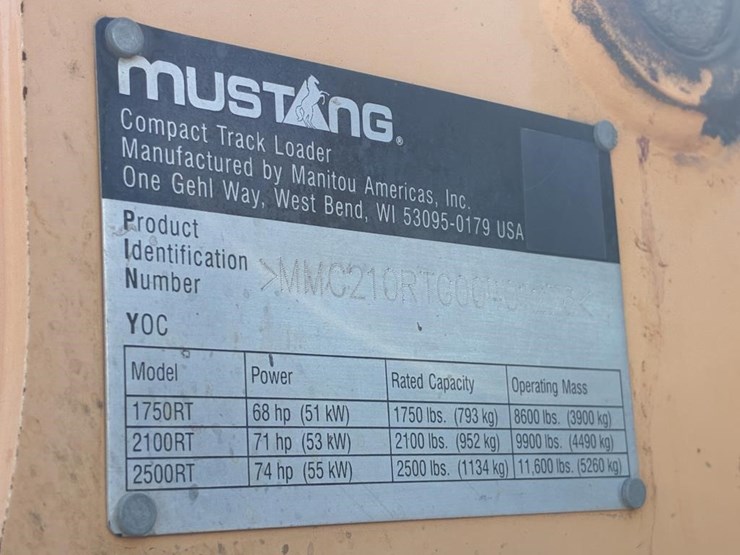 mUSTANG®
Compact Track Loader
Manufactured by Manitou Americas, Inc.
One Gehl Way, West Bend, WI 53095-0179 USA
Product
Identification
Number
YOC
Model Power Rated Capacity Operating Mass
1750RT 68 hp (51 kW) 1750 lbs. (793 kg) 8600 lbs. (3900 kg)
2100RT 71 hp (53 kW) 2100 lbs. (952 kg) 9900 lbs. (4490 kg)
2500RT 74 hp (55 kW) 2500 lbs. (1134 kg) 11,600 lbs. (5260 kg)